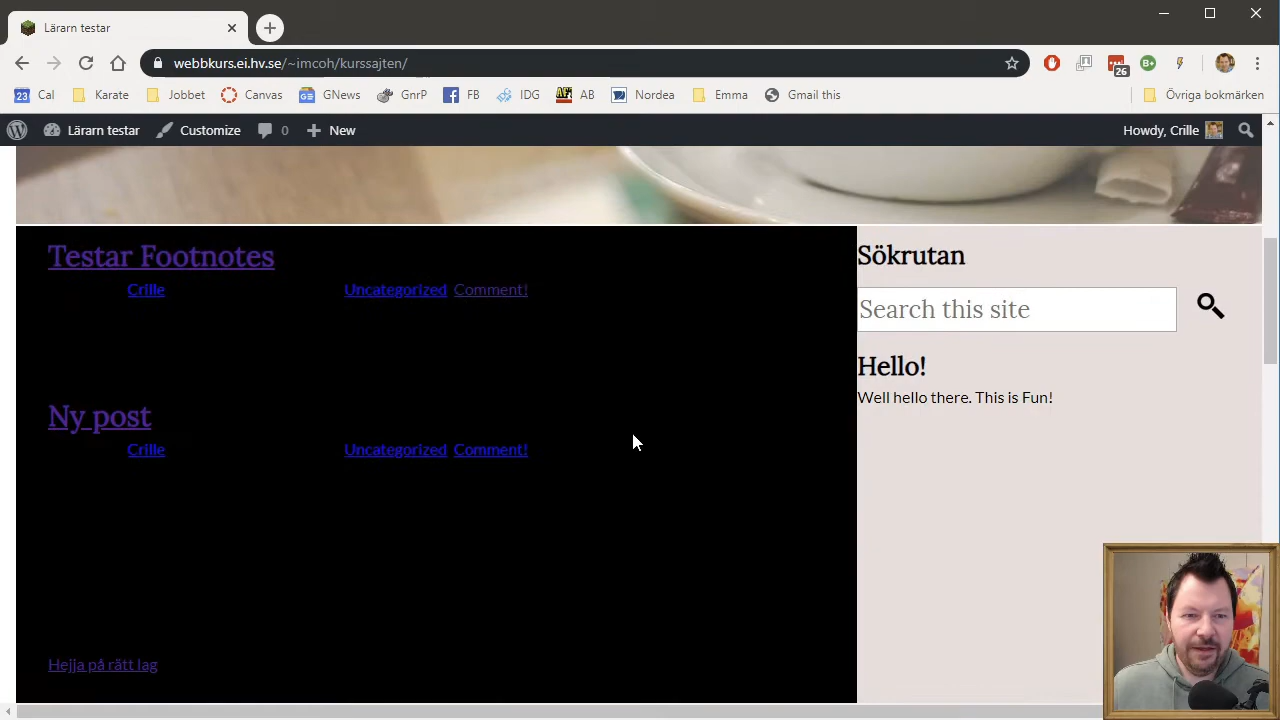 Lärarn testar
webbkurs.ei.hv.se/~imcoh/kurssajten/
26
B+
23 Cal Karate Jobbet Canvas GNews GnrP FB IDG AB Nordea Emma Gmail this Övriga bokmärken
Lärarn testar Customize 0 New Howdy, Crille
Testar Footnotes
Crille Uncategorized Comment!
Ny post
Crille Uncategorized Comment!
Hejja på rätt lag
Sökrutan
Search this site
Hello!
Well hello there. This is Fun!